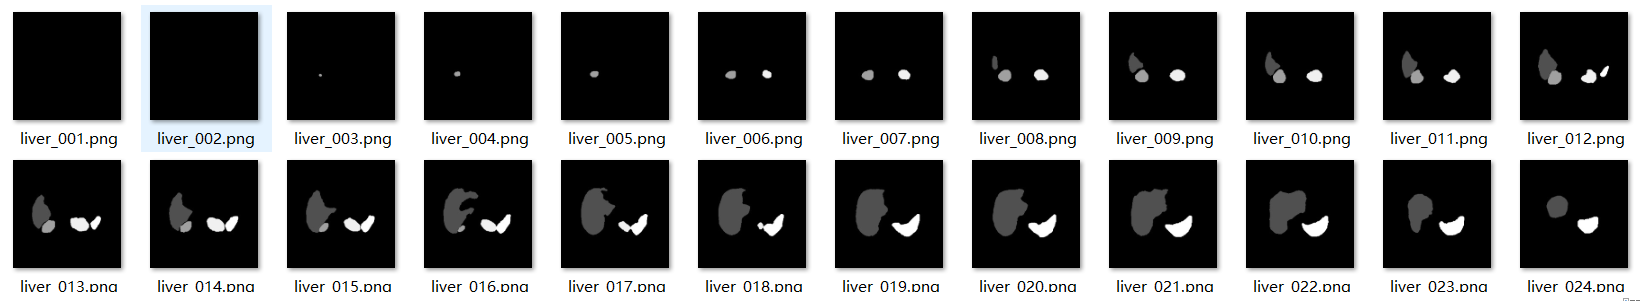 liver_001.png liver_002.png liver_003.png liver_004.png liver_005.png liver_006.png liver_007.png liver_008.png liver_009.png liver_010.png liver_011.png liver_012.png
liver_013.png liver_014.png liver_015.png liver_016.png liver_017.png liver_018.png liver_019.png liver_020.png liver_021.png liver_022.png liver_023.png liver_024.png